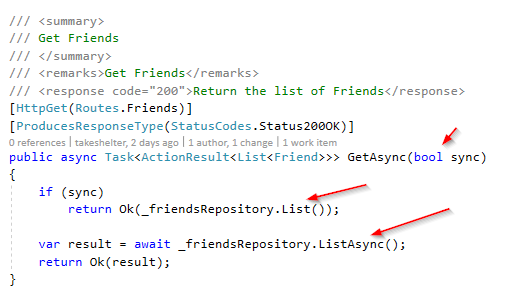 /// <summary>
/// Get Friends
/// </summary>
/// <remarks>Get Friends</remarks>
/// <response code="200">Return the list of Friends</response>
[HttpGet(Routes.Friends)]
[ProducesResponseType(StatusCodes.Status200OK)]
0 references | takeshelter, 2 days ago | 1 author, 1 change | 1 work item
public async Task<ActionResult<List<Friend>>> GetAsync(bool sync)
{
if (sync)
return Ok(_friendsRepository.List());
var result = await _friendsRepository.ListAsync();
return Ok(result);
}